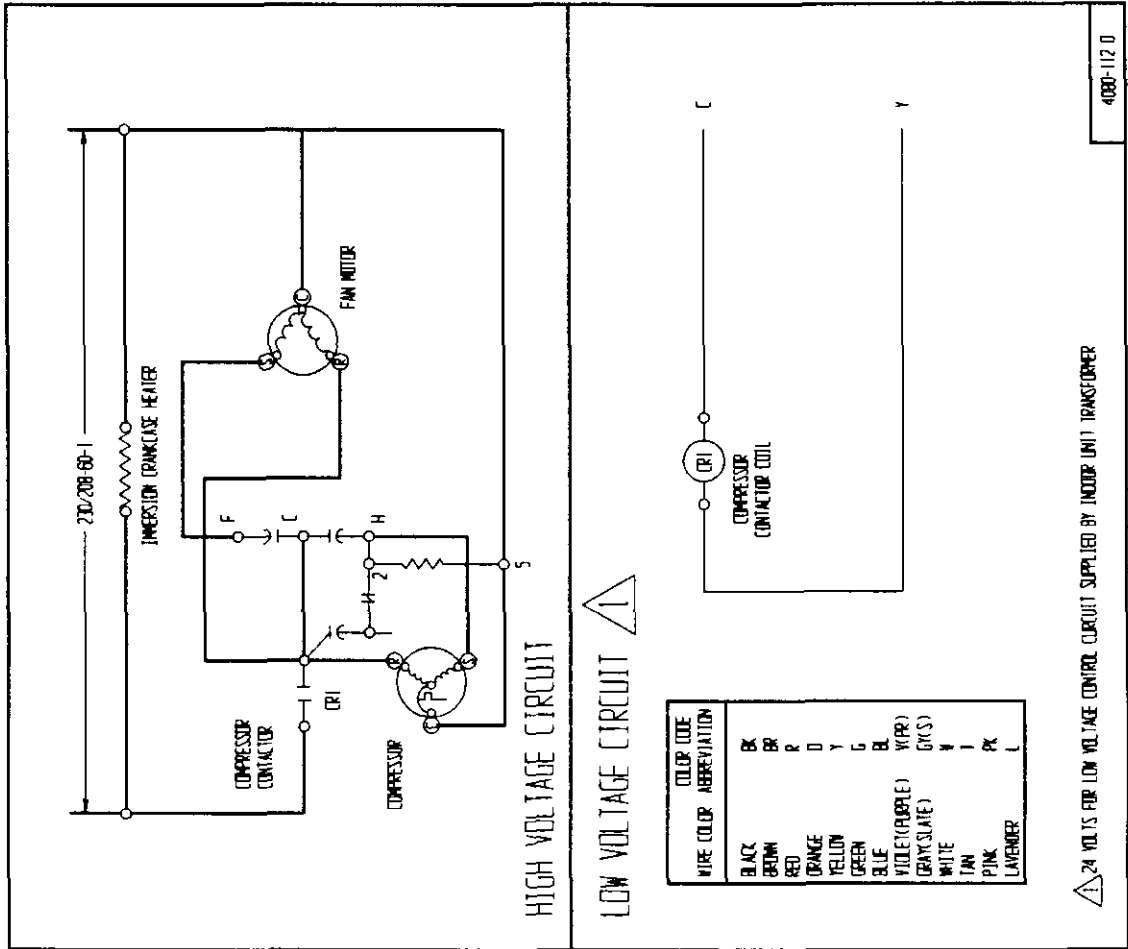 230/208-60-1
IMMERSION CRANKCASE HEATER
COMPRESSOR
CONTACTOR
CR1
F
C
H
2
1
5
S
R
C
FAN MOTOR
COMPRESSOR
R
S
C
HIGH VOLTAGE CIRCUIT
LOW VOLTAGE CIRCUIT
1
COLOR CODE
WIRE COLOR ABBREVIATION
BLACK BK
BROWN BR
RED R
ORANGE O
YELLOW Y
GREEN G
BLUE BL
VIOLET(PURPLE) V(PR)
GRAY(SLATE) GY(S)
WHITE W
TAN T
PINK PK
LAVENDER L
CR1
COMPRESSOR
CONTACTOR COIL
C
Y
1 24 VOLTS FOR LOW VOLTAGE CONTROL CURCUIT SUPPLIED BY INDOOR UNIT TRANSFORMER
4080-112 D